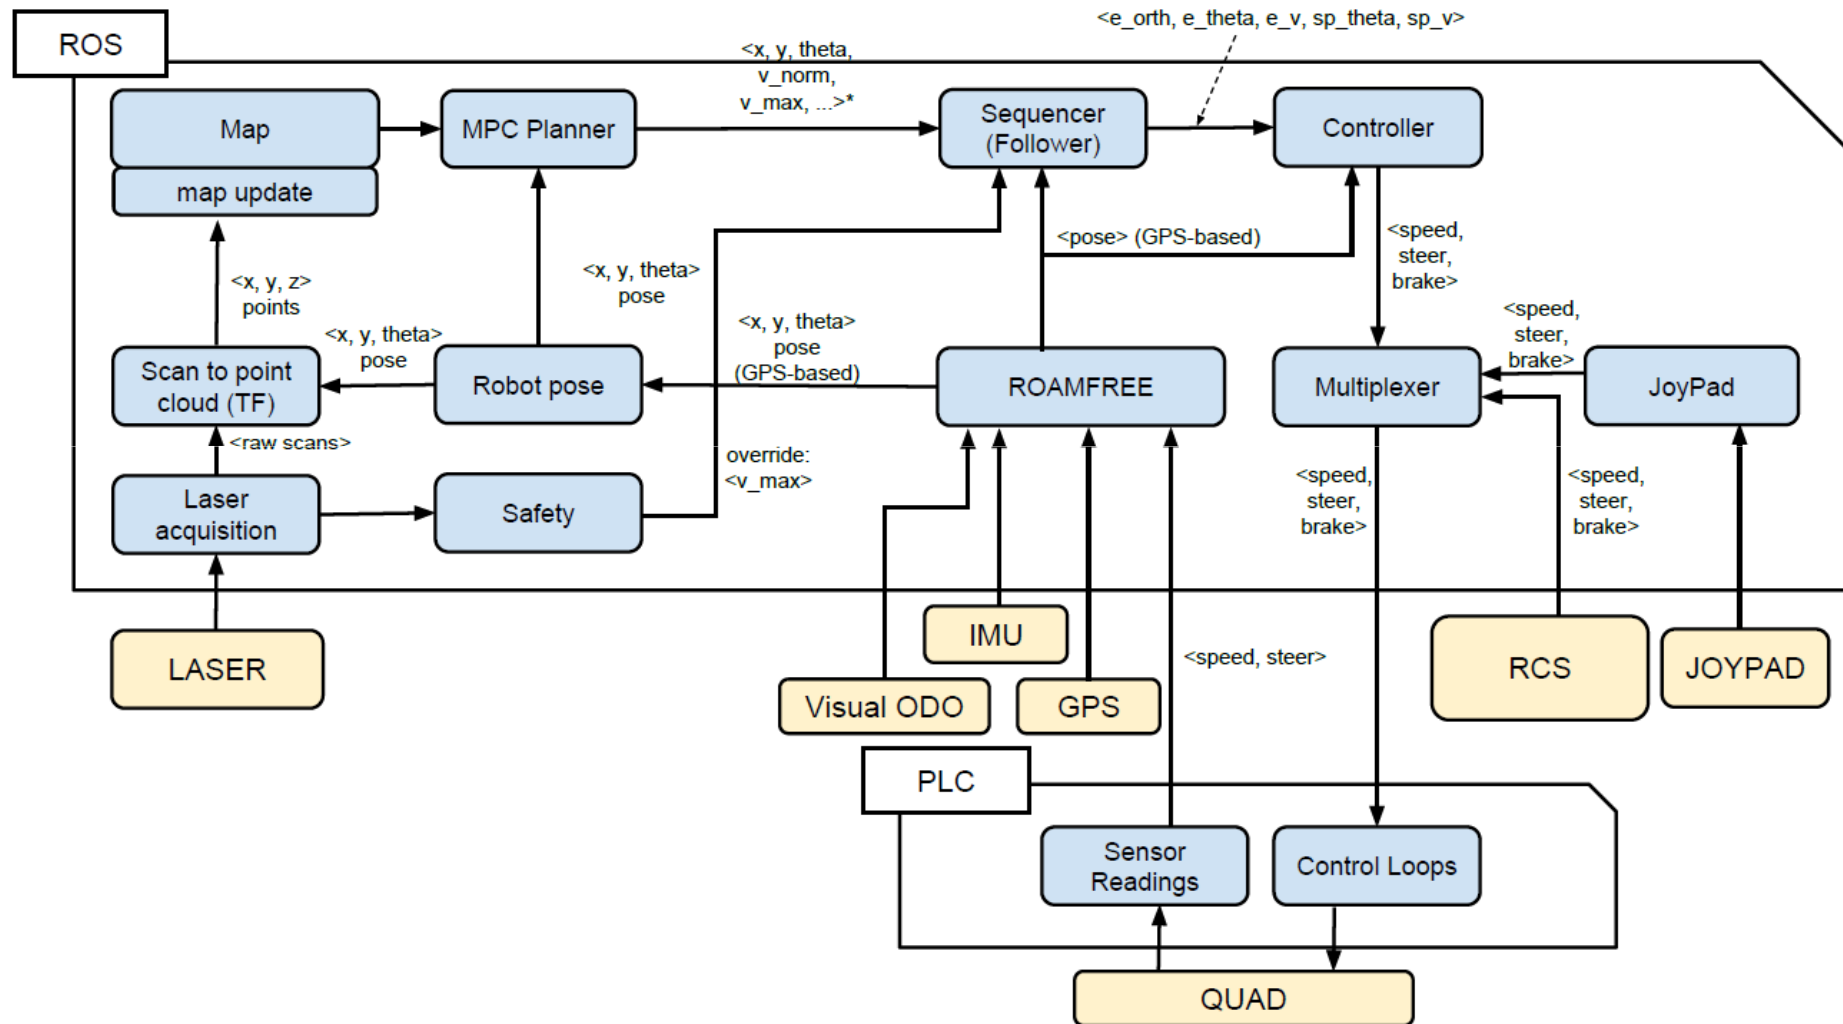 <e_orth, e_theta, e_v, sp_theta, sp_v>
ROS
<x, y, theta,
v_norm,
v_max, ...>*
Map
MPC Planner
Sequencer
(Follower)
Controller
map update
<pose> (GPS-based)
<speed,
steer,
brake>
<x, y, z>
points
<x, y, theta>
pose
<x, y, theta>
pose
<x, y, theta>
pose
(GPS-based)
<speed,
steer,
brake>
Scan to point
cloud (TF)
Robot pose
ROAMFREE
Multiplexer
JoyPad
<raw scans>
override:
<v_max>
<speed,
steer,
brake>
<speed,
steer,
brake>
Laser
acquisition
Safety
LASER
IMU
<speed, steer>
RCS
JOYPAD
Visual ODO
GPS
PLC
Sensor
Readings
Control Loops
QUAD